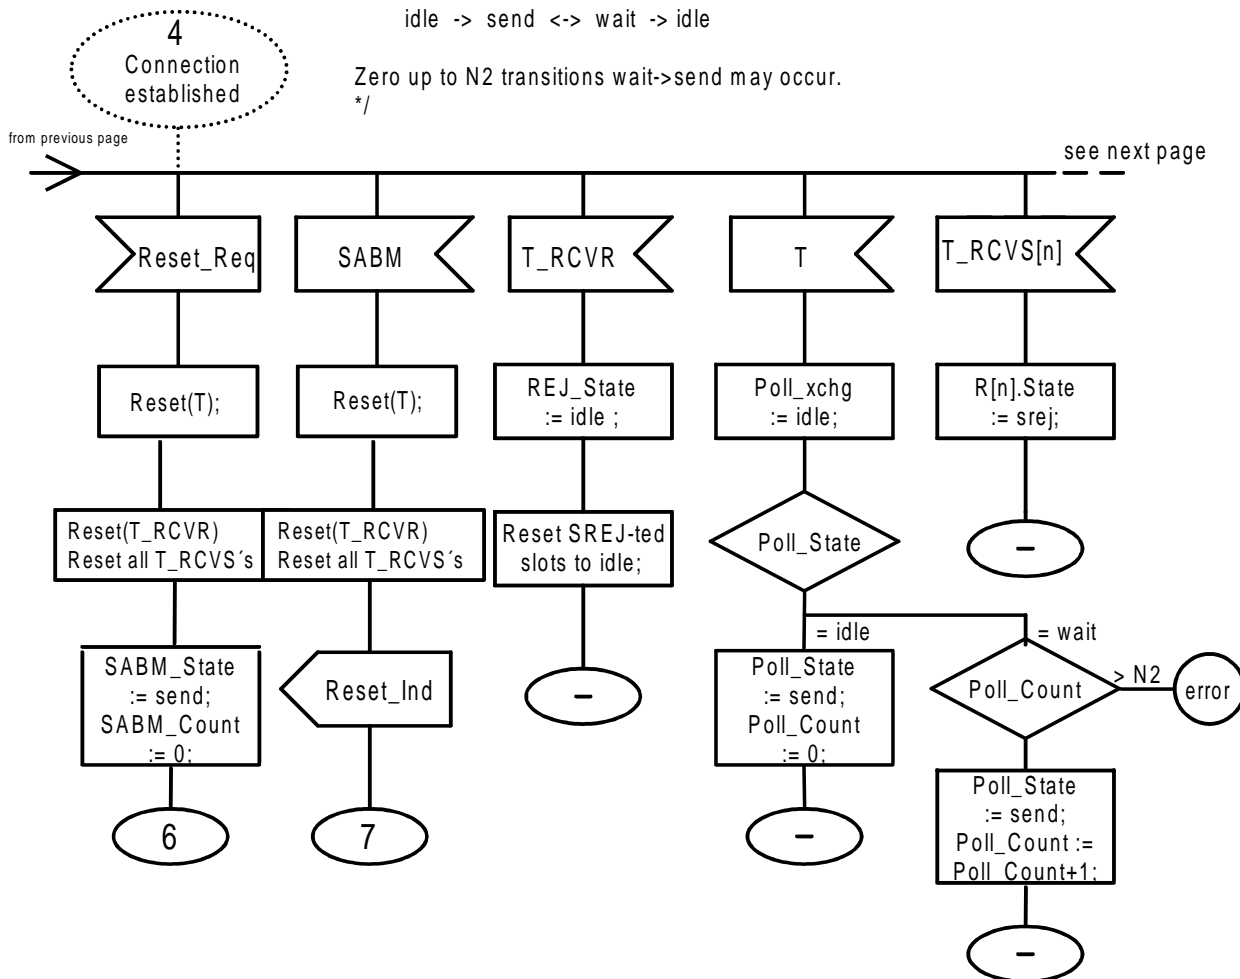 idle -> send <-> wait -> idle
4
Connection
established
Zero up to N2 transitions wait->send may occur.
*/
from previous page
see next page
Reset_Req
SABM
T_RCVR
T
T_RCVS[n]
Reset(T);
Reset(T);
REJ_State
:= idle ;
Poll_xchg
:= idle;
R[n].State
:= srej;
Reset(T_RCVR)
Reset all T_RCVS´s
Reset(T_RCVR)
Reset all T_RCVS´s
Reset SREJ-ted
slots to idle;
Poll_State
–
= idle
= wait
SABM_State
:= send;
SABM_Count
:= 0;
Reset_Ind
–
Poll_State
:= send;
Poll_Count
:= 0;
Poll_Count
> N2
error
6
7
–
Poll_State
:= send;
Poll_Count :=
Poll_Count+1;
–